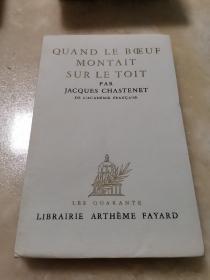 QUAND LE BŒUF
MONTAIT
SUR LE TOIT
PAR
JACQUES CHASTENET
DE L'ACADÉMIE FRANÇAISE
LES QUARANTE
LIBRAIRIE ARTHÈME FAYARD